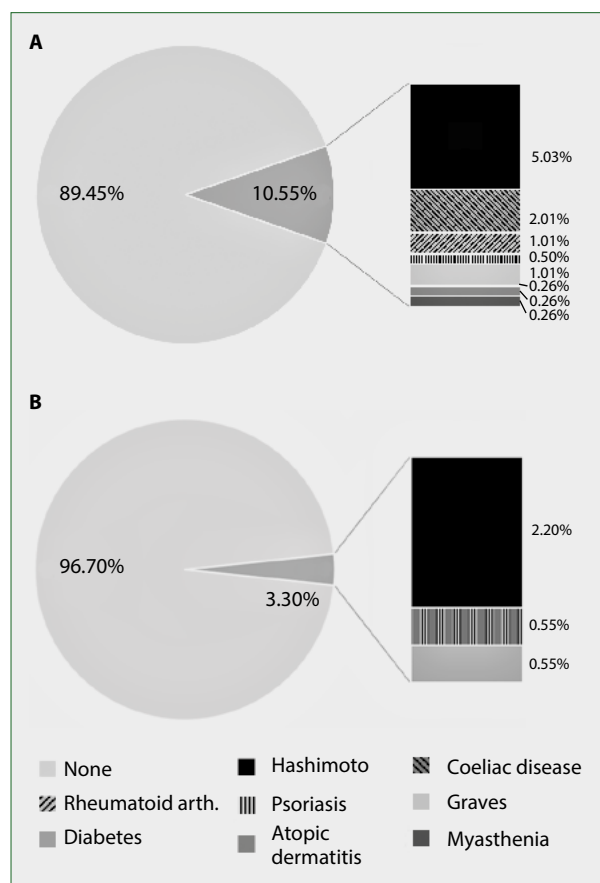 A
89.45%
10.55%
5.03%
2.01%
1.01%
0.50%
1.01%
0.26%
0.26%
0.26%
B
96.70%
3.30%
2.20%
0.55%
0.55%
None
Hashimoto
Coeliac disease
Rheumatoid arth.
Psoriasis
Graves
Diabetes
Atopic
dermatitis
Myasthenia